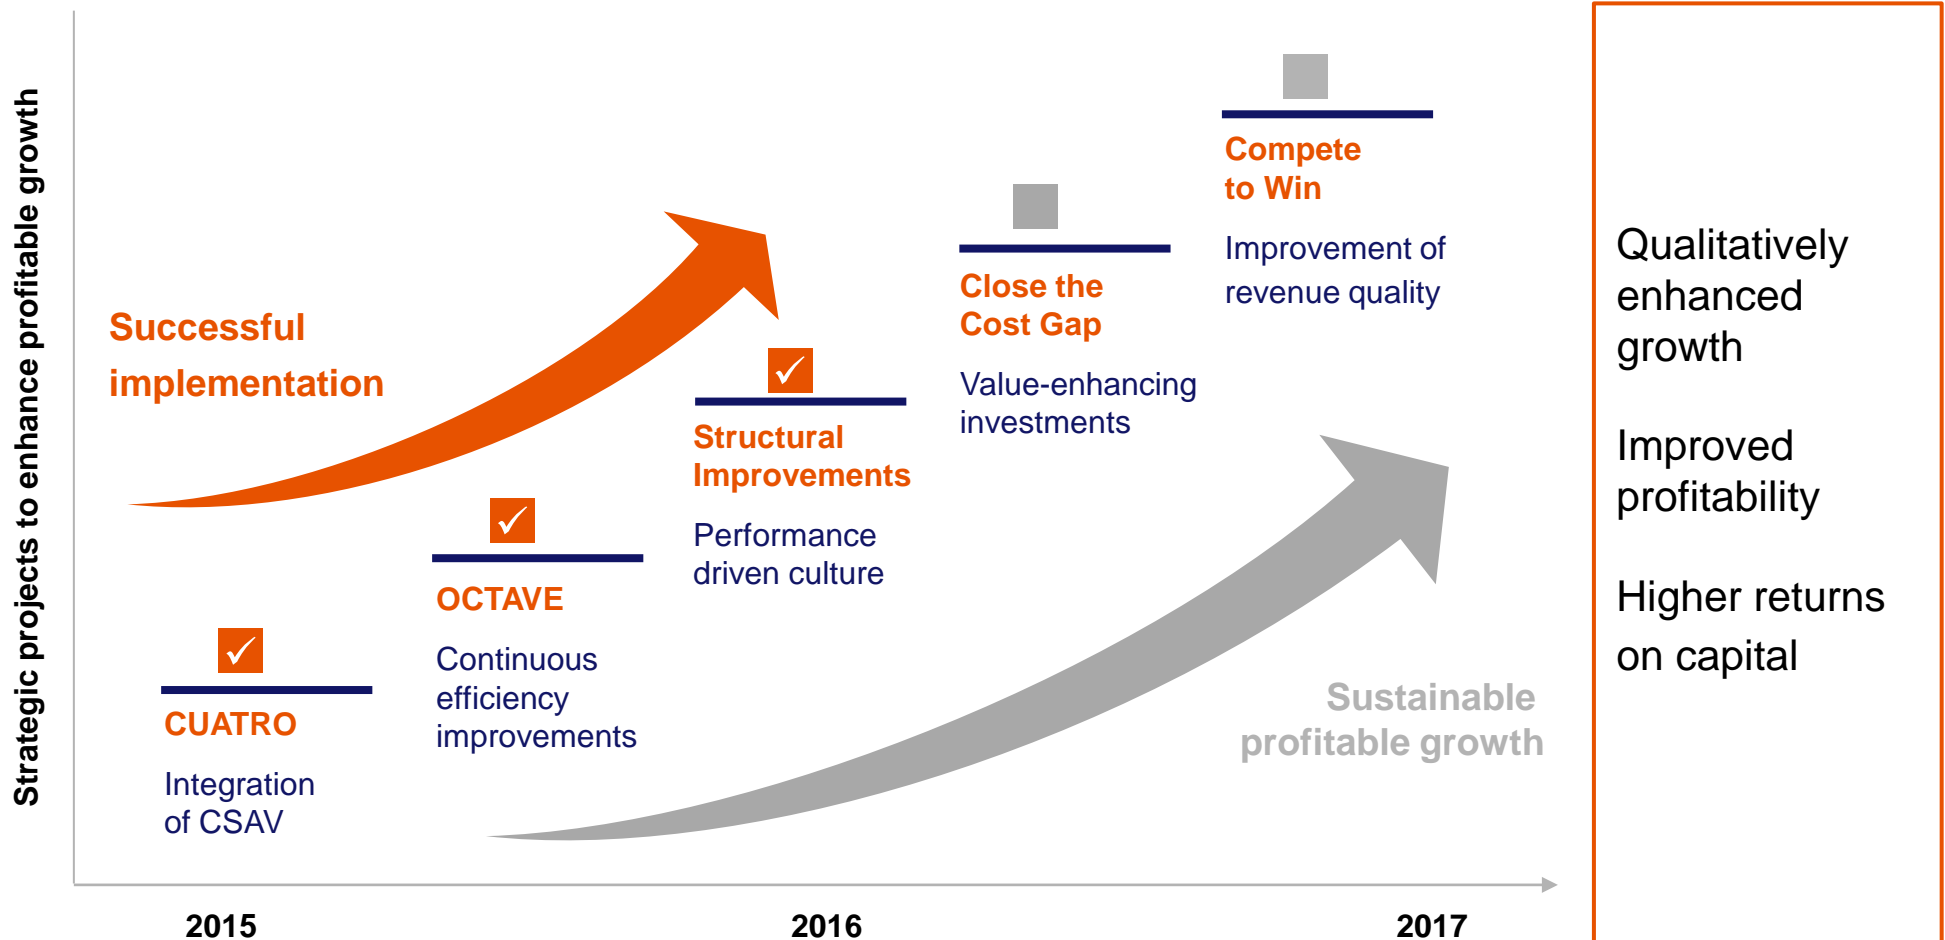 Strategic projects to enhance profitable growth
Successful
implementation
CUATRO
Integration
of CSAV
OCTAVE
Continuous
efficiency
improvements
Structural
Improvements
Performance
driven culture
Close the
Cost Gap
Value-enhancing
investments
Compete
to Win
Improvement of
revenue quality
Sustainable
profitable growth
2015
2016
2017
Qualitatively
enhanced
growth
Improved
profitability
Higher returns
on capital